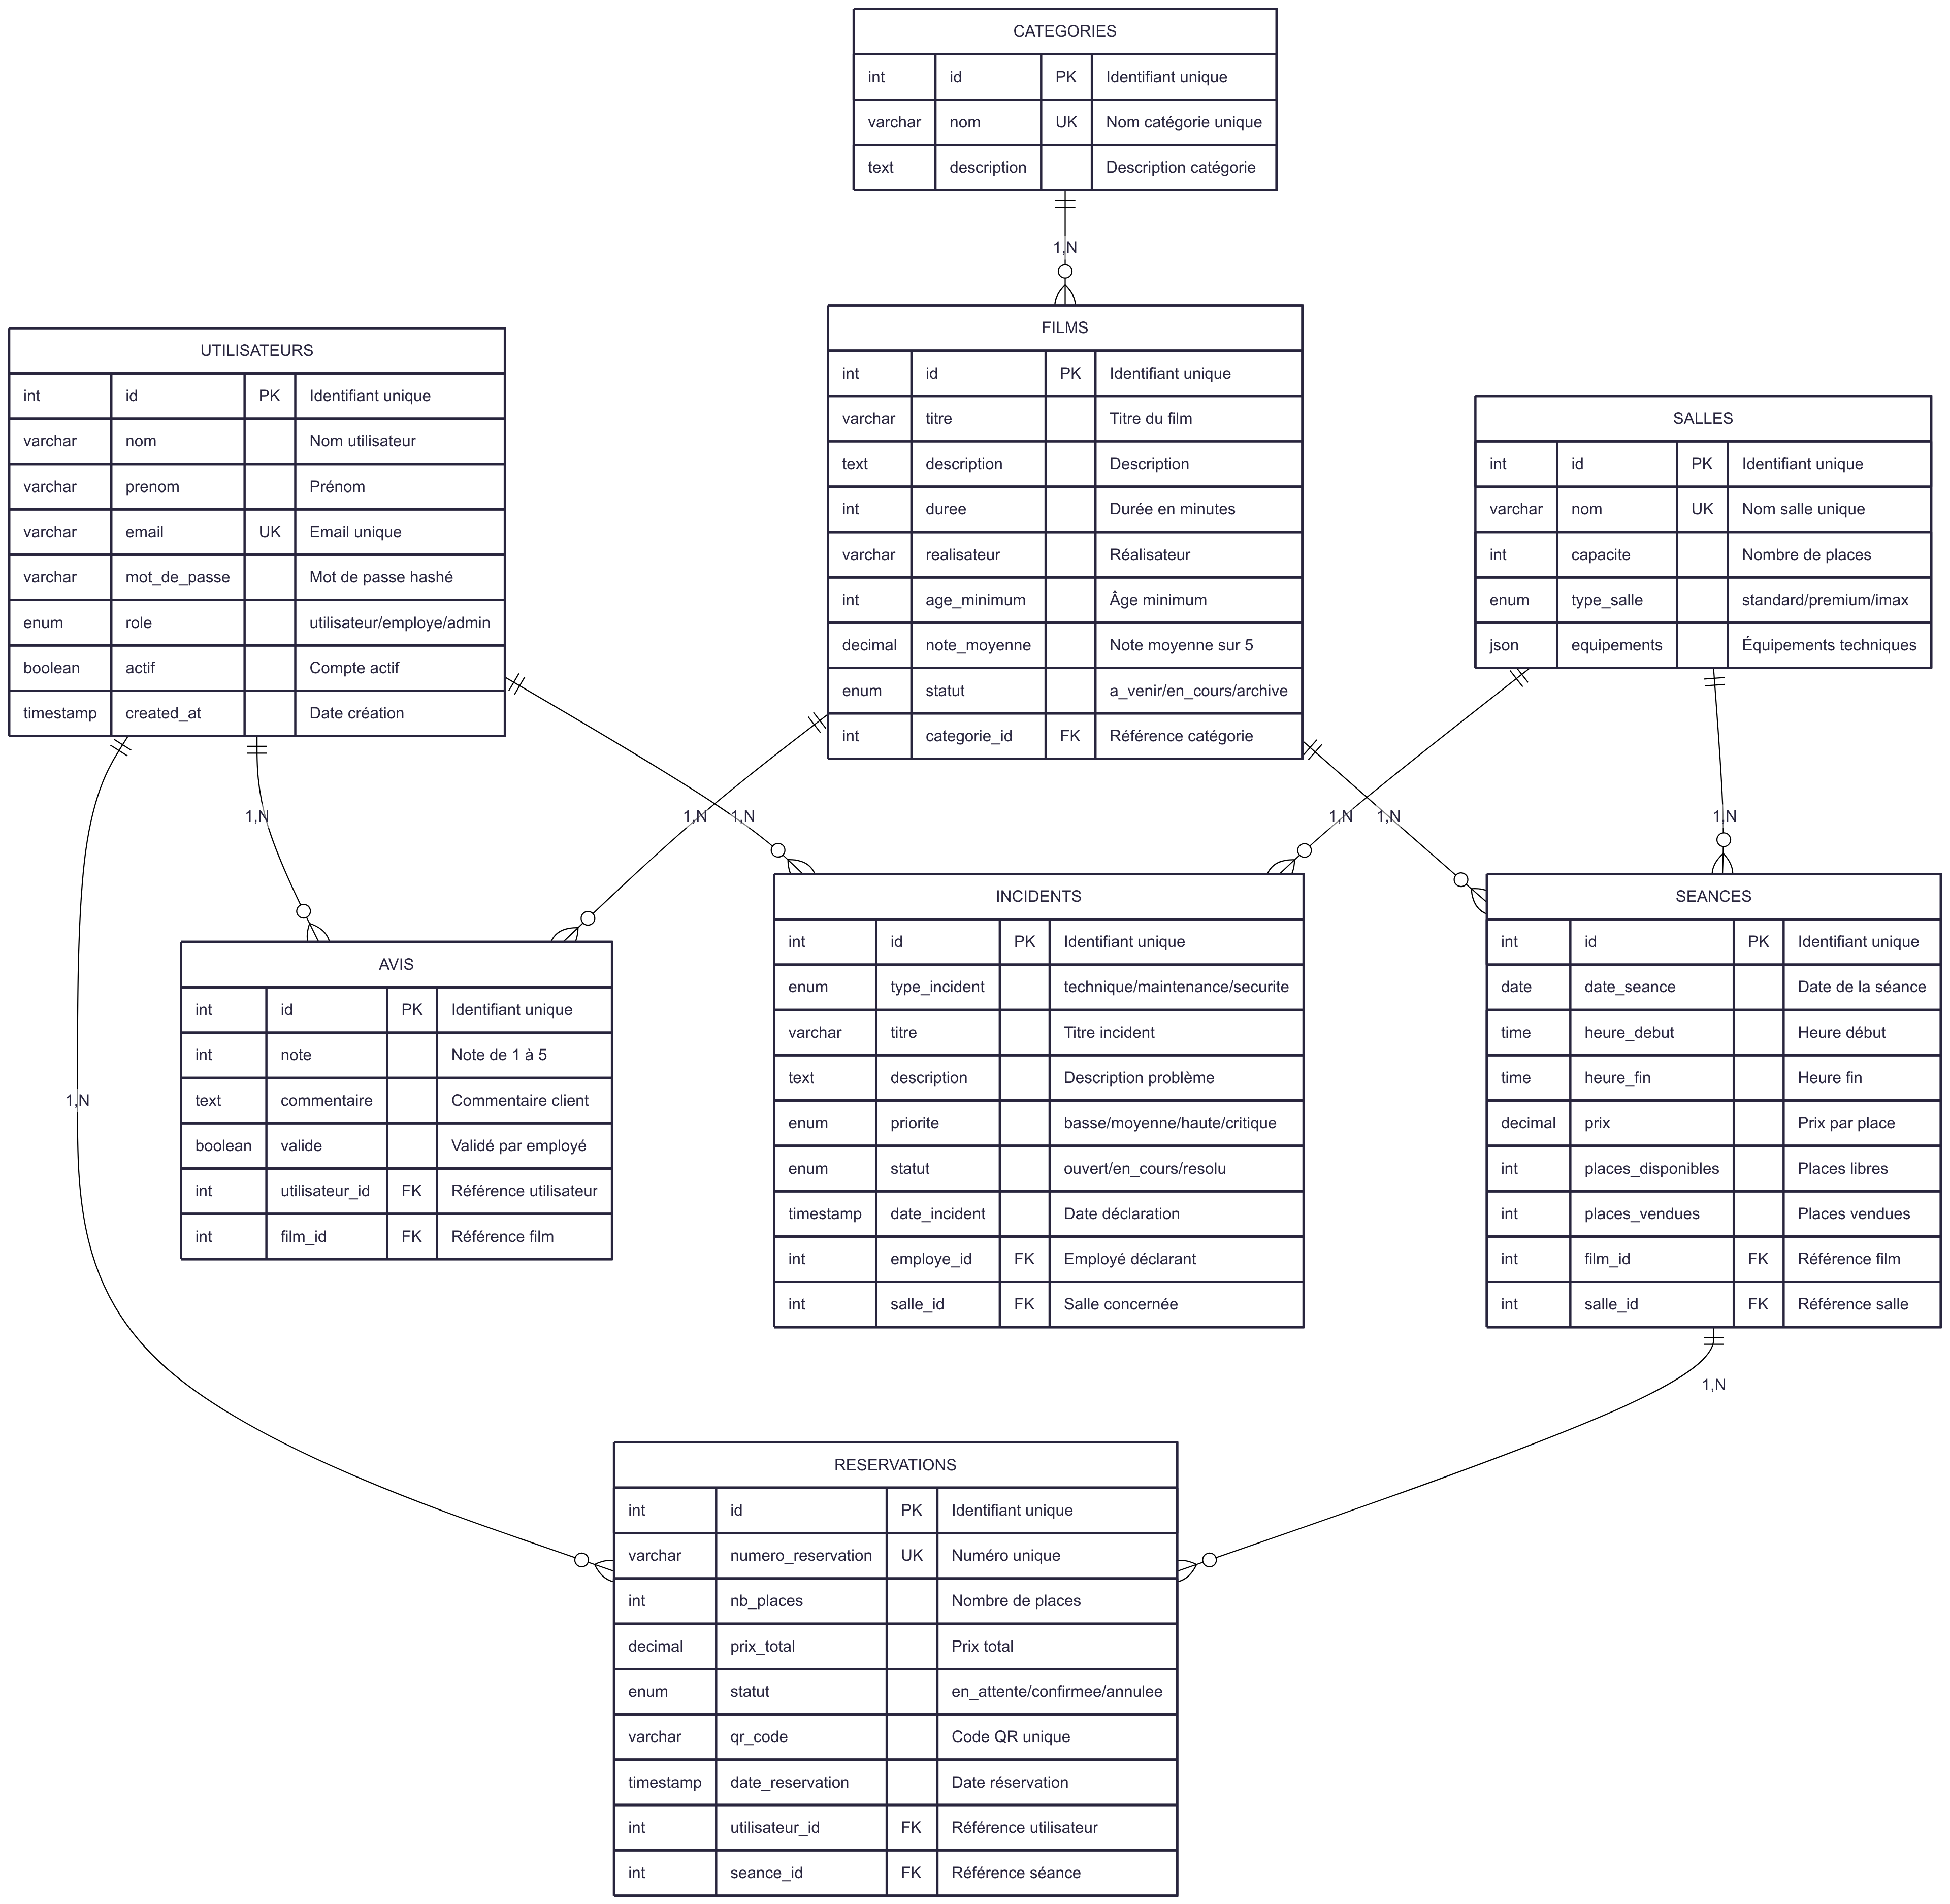 CATEGORIES
int id PK Identifiant unique
varchar nom UK Nom catégorie unique
text description Description catégorie
1,N
UTILISATEURS
int id PK Identifiant unique
varchar nom Nom utilisateur
varchar prenom Prénom
varchar email UK Email unique
varchar mot_de_passe Mot de passe hashé
enum role utilisateur/employe/admin
boolean actif Compte actif
timestamp created_at Date création
FILMS
int id PK Identifiant unique
varchar titre Titre du film
text description Description
int duree Durée en minutes
varchar realisateur Réalisateur
int age_minimum Âge minimum
decimal note_moyenne Note moyenne sur 5
enum statut a_venir/en_cours/archive
int categorie_id FK Référence catégorie
SALLES
int id PK Identifiant unique
varchar nom UK Nom salle unique
int capacite Nombre de places
enum type_salle standard/premium/imax
json equipements Équipements techniques
1,N
1,N
1,N
1,N
1,N
1,N
AVIS
int id PK Identifiant unique
int note Note de 1 à 5
text commentaire Commentaire client
boolean valide Validé par employé
int utilisateur_id FK Référence utilisateur
int film_id FK Référence film
INCIDENTS
int id PK Identifiant unique
enum type_incident technique/maintenance/securite
varchar titre Titre incident
text description Description problème
enum priorite basse/moyenne/haute/critique
enum statut ouvert/en_cours/resolu
timestamp date_incident Date déclaration
int employe_id FK Employé déclarant
int salle_id FK Salle concernée
SEANCES
int id PK Identifiant unique
date date_seance Date de la séance
time heure_debut Heure début
time heure_fin Heure fin
decimal prix Prix par place
int places_disponibles Places libres
int places_vendues Places vendues
int film_id FK Référence film
int salle_id FK Référence salle
1,N
1,N
RESERVATIONS
int id PK Identifiant unique
varchar numero_reservation UK Numéro unique
int nb_places Nombre de places
decimal prix_total Prix total
enum statut en_attente/confirmee/annulee
varchar qr_code Code QR unique
timestamp date_reservation Date réservation
int utilisateur_id FK Référence utilisateur
int seance_id FK Référence séance